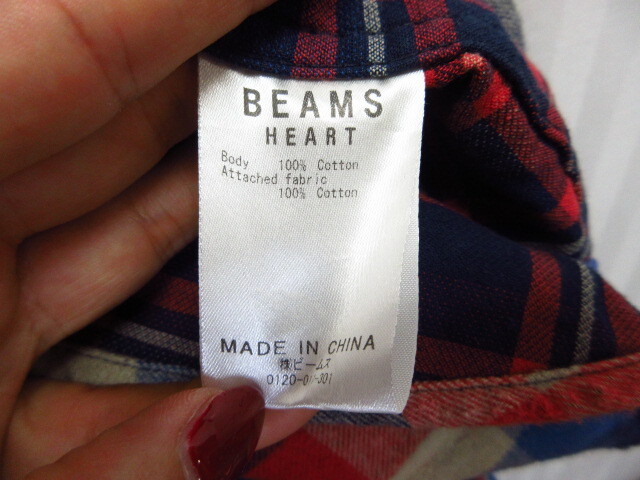 BEAMS
HEART
Body 100% Cotton
Attached fabric
100% Cotton
MADE IN CHINA
㈱ビームス